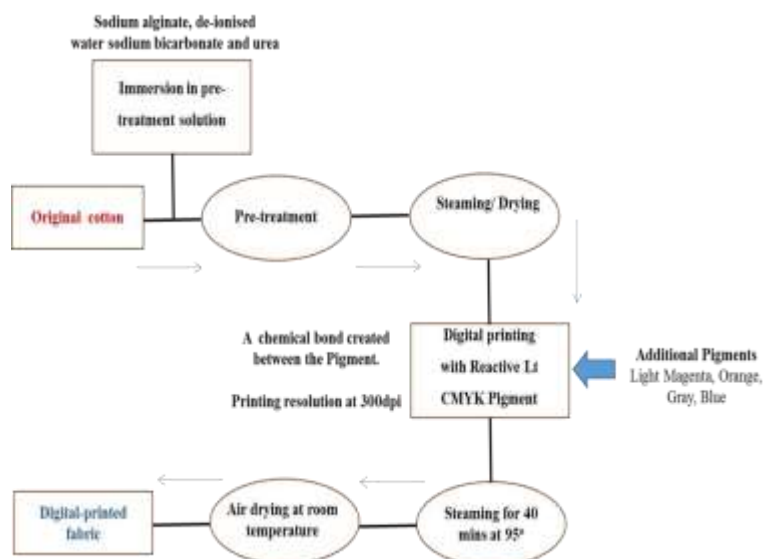 Sodium alginate, de-ionised
water sodium bicarbonate and urea
Immersion in pre-
treatment solution
Original cotton
Pre-treatment
Steaming/ Drying
A chemical bond created
between the Pigment.
Printing resolution at 300dpi
Digital printing
with Reactive Lt
CMYK Pigment
Additional Pigments
Light Magenta, Orange,
Gray, Blue
Digital-printed
fabric
Air drying at room
temperature
Steaming for 40
mins at 95º